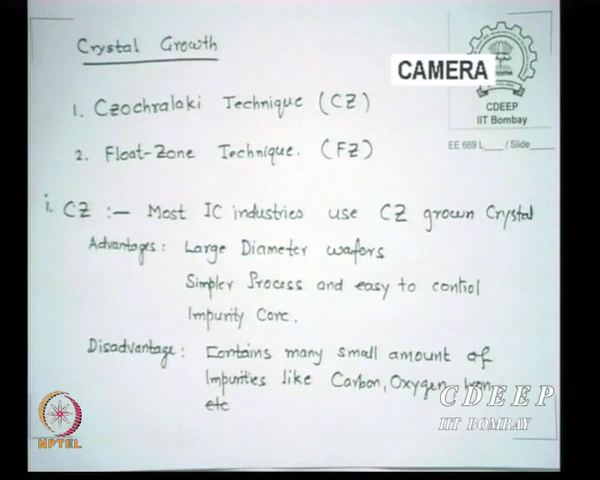 Crystal Growth
CAMERA
CDEEP
IIT Bombay
EE 669 L____ / Slide____
1. Czochralaki Technique (CZ)
2. Float-Zone Technique. (FZ)
i. CZ :- Most IC industries use CZ grown Crystal
Advantages: Large Diameter wafers
Simpler Process and easy to control
Impurity Conc.
Disadvantage: Contains many small amount of
Impurities like Carbon, Oxygen, Iron,
etc
CDEEP
IIT BOMBAY
NPTEL